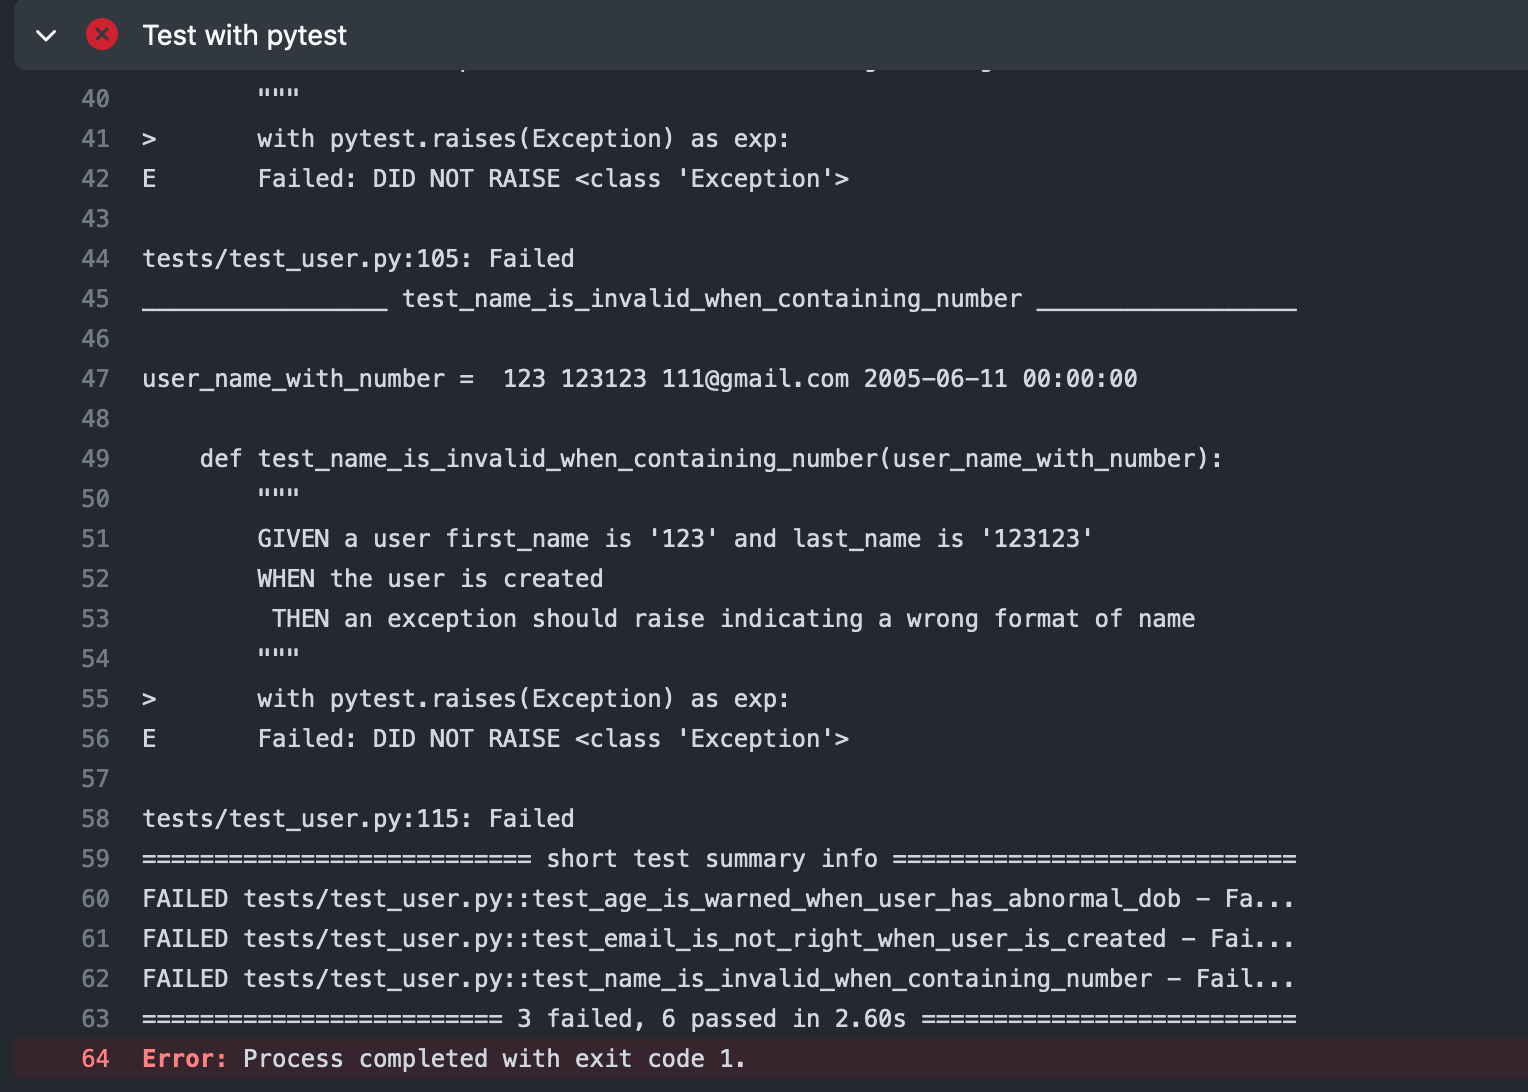 Test with pytest
40 """
41 > with pytest.raises(Exception) as exp:
42 E Failed: DID NOT RAISE <class 'Exception'>
43
44 tests/test_user.py:105: Failed
45 _________________ test_name_is_invalid_when_containing_number __________________
46
47 user_name_with_number =  123 123123 111@gmail.com 2005-06-11 00:00:00
48
49     def test_name_is_invalid_when_containing_number(user_name_with_number):
50         """
51         GIVEN a user first_name is '123' and last_name is '123123'
52         WHEN the user is created
53          THEN an exception should raise indicating a wrong format of name
54         """
55 >       with pytest.raises(Exception) as exp:
56 E       Failed: DID NOT RAISE <class 'Exception'>
57
58 tests/test_user.py:115: Failed
59 =========================== short test summary info ============================
60 FAILED tests/test_user.py::test_age_is_warned_when_user_has_abnormal_dob - Fa...
61 FAILED tests/test_user.py::test_email_is_not_right_when_user_is_created - Fai...
62 FAILED tests/test_user.py::test_name_is_invalid_when_containing_number - Fail...
63 ========================= 3 failed, 6 passed in 2.60s ==========================
64 Error: Process completed with exit code 1.